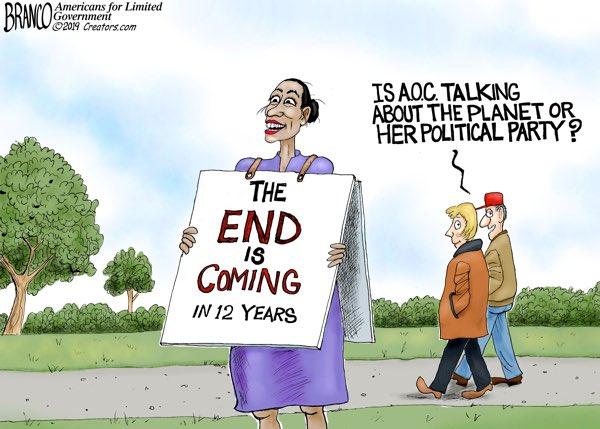 BRANCO
Americans for Limited
Government
©2019 Creators.com
IS A.O.C. TALKING
ABOUT THE PLANET OR
HER POLITICAL PARTY?
THE
END
IS
COMING
IN 12 YEARS